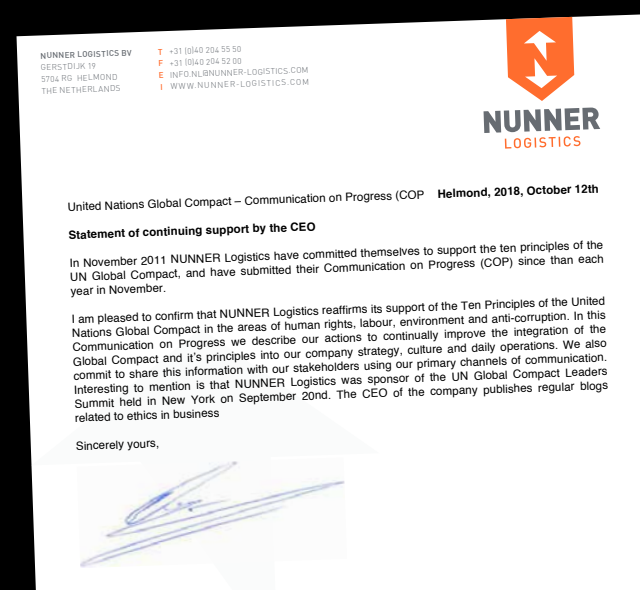 NUNNER LOGISTICS BV
GERSTDIJK 19
5704 RG HELMOND
THE NETHERLANDS
T +31 (0)40 204 55 50
F +31 (0)40 204 52 00
E INFO.NL@NUNNER-LOGISTICS.COM
I WWW.NUNNER-LOGISTICS.COM
NUNNER
LOGISTICS
United Nations Global Compact – Communication on Progress (COP Helmond, 2018, October 12th
Statement of continuing support by the CEO
In November 2011 NUNNER Logistics have committed themselves to support the ten principles of the
UN Global Compact, and have submitted their Communication on Progress (COP) since than each
year in November.
I am pleased to confirm that NUNNER Logistics reaffirms its support of the Ten Principles of the United
Nations Global Compact in the areas of human rights, labour, environment and anti-corruption. In this
Communication on Progress we describe our actions to continually improve the integration of the
Global Compact and it's principles into our company strategy, culture and daily operations. We also
commit to share this information with our stakeholders using our primary channels of communication.
Interesting to mention is that NUNNER Logistics was sponsor of the UN Global Compact Leaders
Summit held in New York on September 20nd. The CEO of the company publishes regular blogs
related to ethics in business
Sincerely yours,